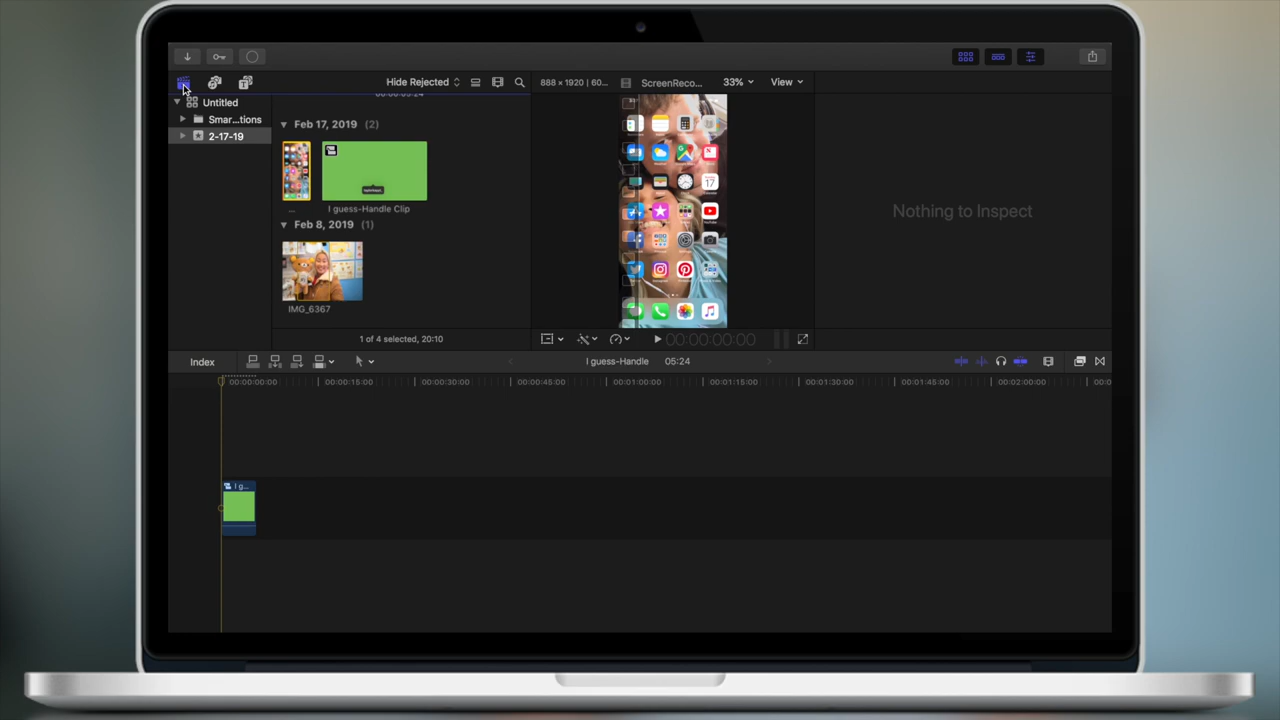 Hide Rejected
888 × 1920 | 60...
ScreenReco...
33%
View
Untitled
Smar...tions
2-17-19
Feb 17, 2019 (2)
...
I guess-Handle Clip
Feb 8, 2019 (1)
IMG_6367
1 of 4 selected, 20:10
Nothing to Inspect
00:00:00:00
Index
I guess-Handle
05:24
00:00:00:00
00:00:15:00
00:00:30:00
00:00:45:00
00:01:00:00
00:01:15:00
00:01:30:00
00:01:45:00
00:02:00:00
I g...
17